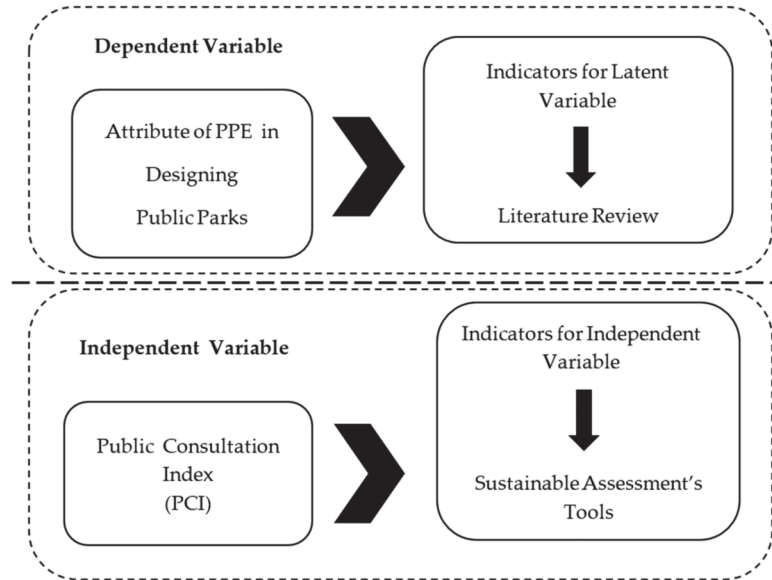 Dependent Variable
Attribute of PPE in
Designing
Public Parks
Indicators for Latent
Variable
Literature Review
Independent Variable
Public Consultation
Index
(PCI)
Indicators for Independent
Variable
Sustainable Assessment's
Tools